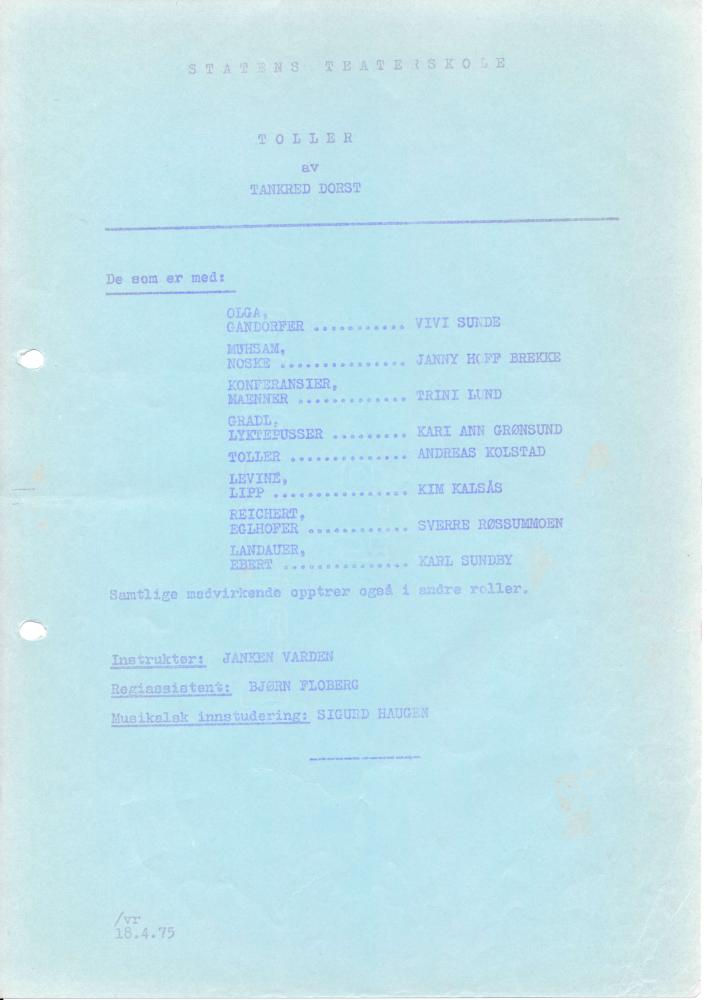 STATENS TEATERSKOLE
TOLLER
av
TANKRED DORST
De som er med:
OLGA,
GANDORFER ........... VIVI SUNDE
MUHSAM,
NOSKE ................ JANNY HOFF BREKKE
KONFERANSIER,
MAENNER ............. TRINI LUND
GRADL,
LYKTEPUSSER ......... KARI ANN GRØNSUND
TOLLER .............. ANDREAS KOLSTAD
LEVINÉ,
LIPP ................ KIM KALSÅS
REICHERT,
EGLHOFER ............ SVERRE RØSSUMMOEN
LANDAUER,
EBERT ............... KARL SUNDBY
Samtlige medvirkende opptrer også i andre roller.
Instruktør: JANKEN VARDEN
Regiassistent: BJØRN FLOBERG
Musikalsk innstudering: SIGURD HAUGEN
/vr
18.4.75